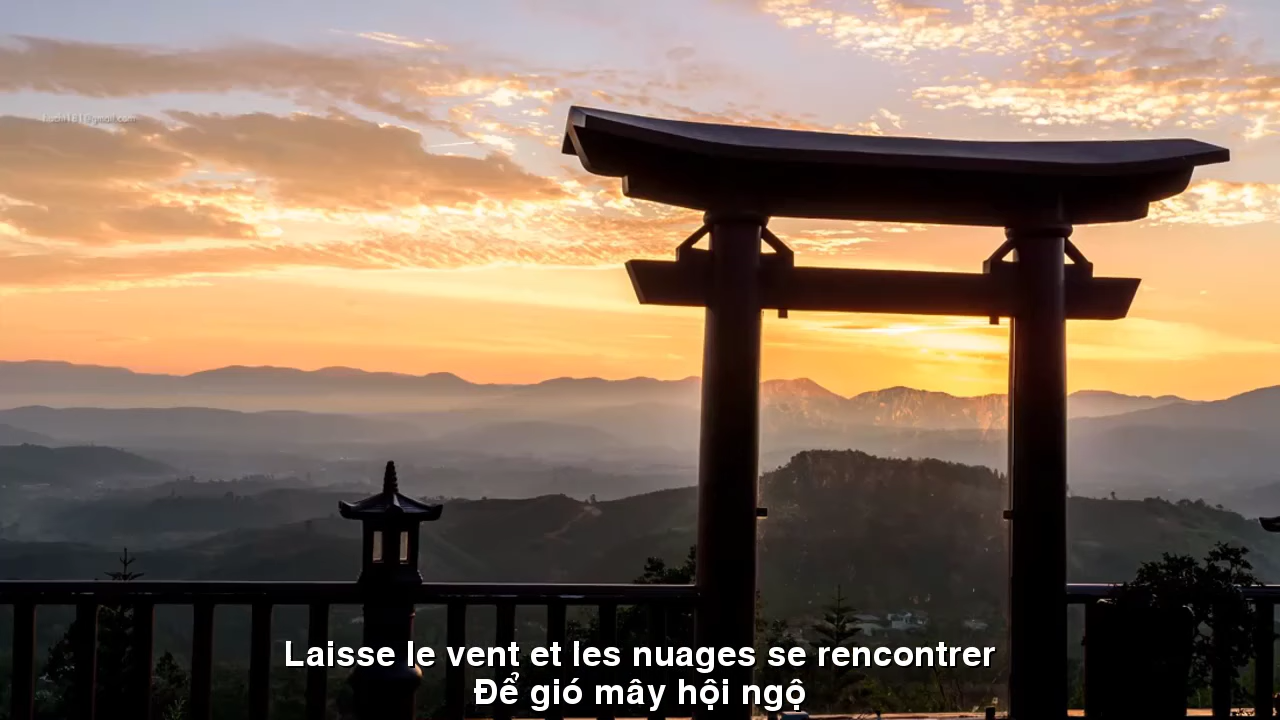 Laisse le vent et les nuages se rencontrer
Để gió mây hội ngộ